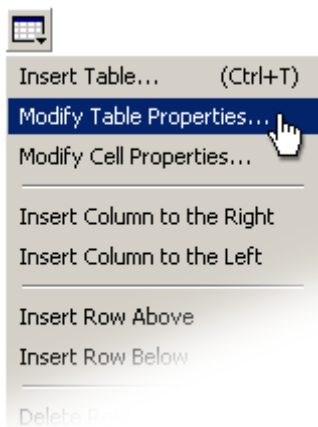 Insert Table... (Ctrl+T)
Modify Table Properties...
Modify Cell Properties...
Insert Column to the Right
Insert Column to the Left
Insert Row Above
Insert Row Below
Delete